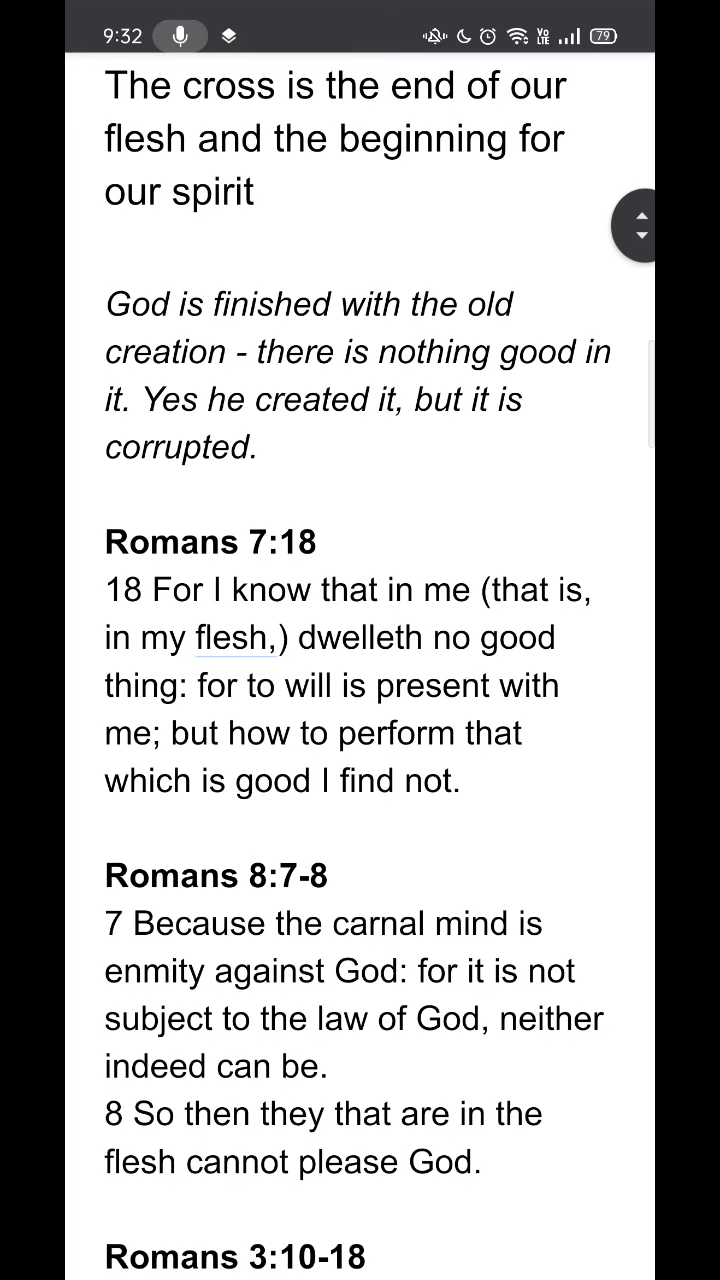 9:32
Vo
LTE
79
The cross is the end of our
flesh and the beginning for
our spirit
God is finished with the old
creation - there is nothing good in
it. Yes he created it, but it is
corrupted.
Romans 7:18
18 For I know that in me (that is,
in my flesh,) dwelleth no good
thing: for to will is present with
me; but how to perform that
which is good I find not.
Romans 8:7-8
7 Because the carnal mind is
enmity against God: for it is not
subject to the law of God, neither
indeed can be.
8 So then they that are in the
flesh cannot please God.
Romans 3:10-18